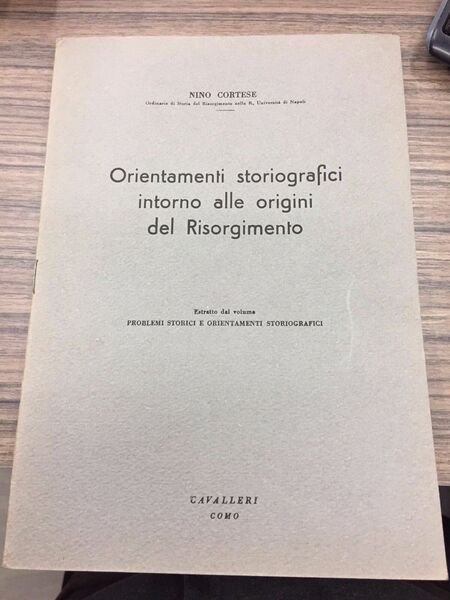 NINO CORTESE
Ordinario di Storia del Risorgimento nella R. Università di Napoli
Orientamenti storiografici
intorno alle origini
del Risorgimento
Estratto dal volume
PROBLEMI STORICI E ORIENTAMENTI STORIOGRAFICI
CAVALLERI
COMO